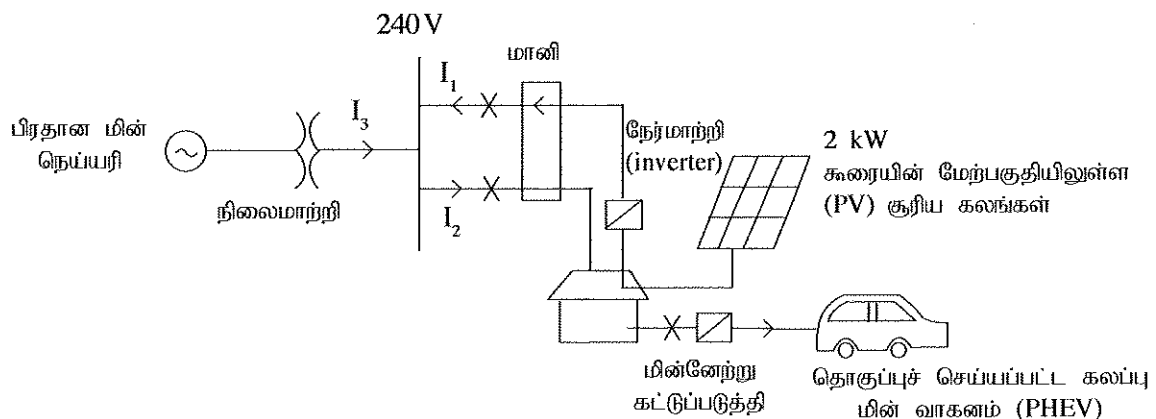 240 V
மானி
I₁
I₃
பிரதான மின்
நெய்யரி
நிலைமாற்றி
I₂
நேர்மாற்றி
(inverter)
2 kW
கூரையின் மேற்பகுதியிலுள்ள
(PV) சூரிய கலங்கள்
மின்னேற்று
கட்டுப்படுத்தி
தொகுப்புச் செய்யப்பட்ட கலப்பு
மின் வாகனம் (PHEV)